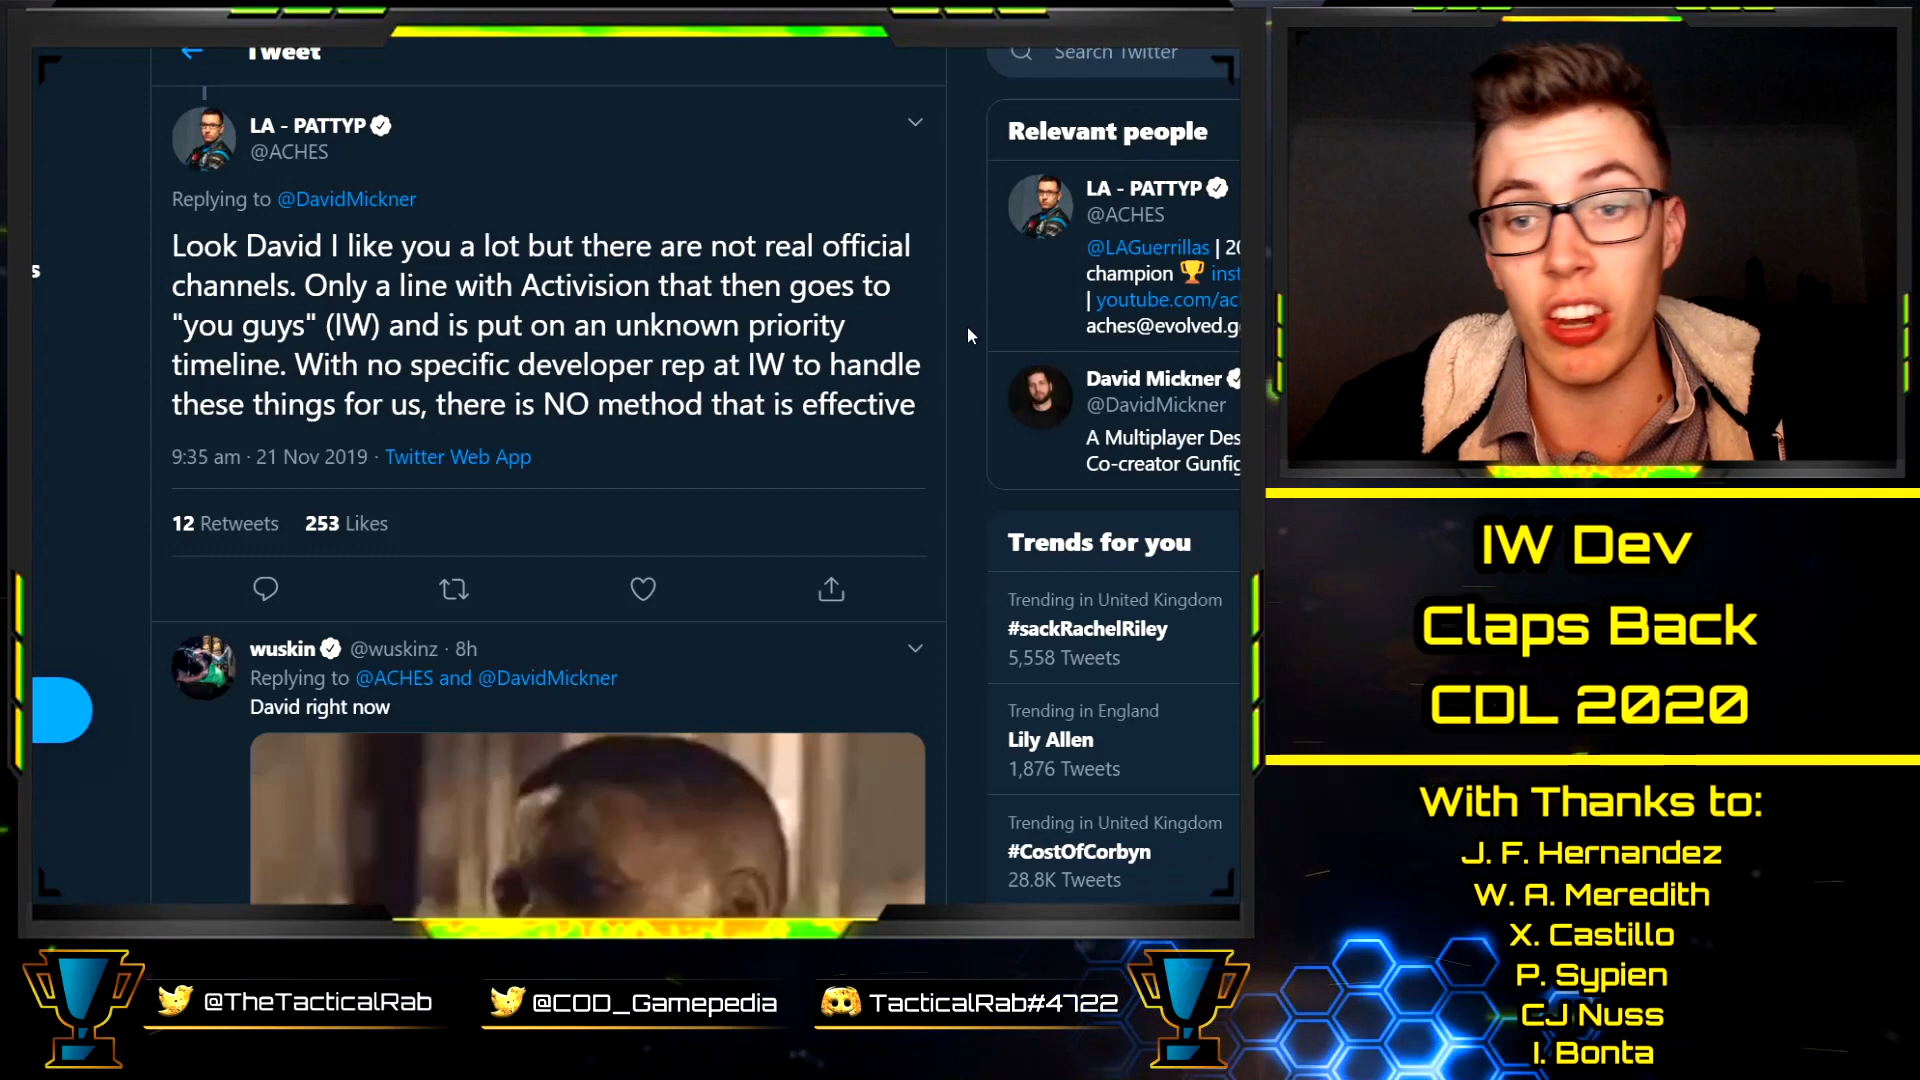 Tweet
LA - PATTYP
@ACHES
Replying to @DavidMickner
Look David I like you a lot but there are not real official
channels. Only a line with Activision that then goes to
"you guys" (IW) and is put on an unknown priority
timeline. With no specific developer rep at IW to handle
these things for us, there is NO method that is effective
9:35 am · 21 Nov 2019 · Twitter Web App
12 Retweets 253 Likes
wuskin @wuskinz · 8h
Replying to @ACHES and @DavidMickner
David right now
s
Search Twitter
Relevant people
LA - PATTYP
@ACHES
@LAGuerrillas | 20
champion 🏆 inst
| youtube.com/ac
aches@evolved.g
David Mickner
@DavidMickner
A Multiplayer Des
Co-creator Gunfig
Trends for you
Trending in United Kingdom
#sackRachelRiley
5,558 Tweets
Trending in England
Lily Allen
1,876 Tweets
Trending in United Kingdom
#CostOfCorbyn
28.8K Tweets
IW Dev
Claps Back
CDL 2020
With Thanks to:
J. F. Hernandez
W. A. Meredith
X. Castillo
P. Sypien
CJ Nuss
I. Bonta
@TheTacticalRab
@COD_Gamepedia
TacticalRab#4722